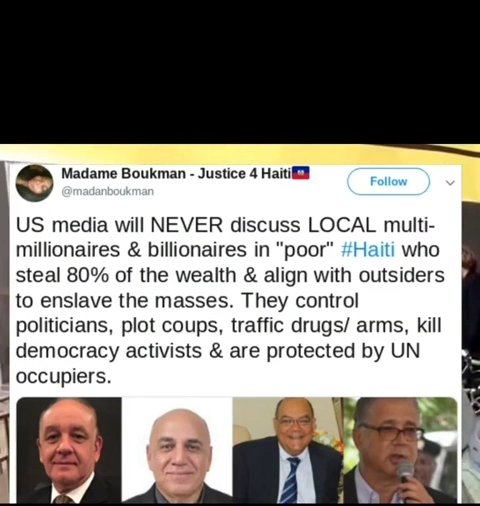 Madame Boukman - Justice 4 Haiti🇭🇹
Follow
@madanboukman
US media will NEVER discuss LOCAL multi-
millionaires & billionaires in "poor" #Haiti who
steal 80% of the wealth & align with outsiders
to enslave the masses. They control
politicians, plot coups, traffic drugs/ arms, kill
democracy activists & are protected by UN
occupiers.